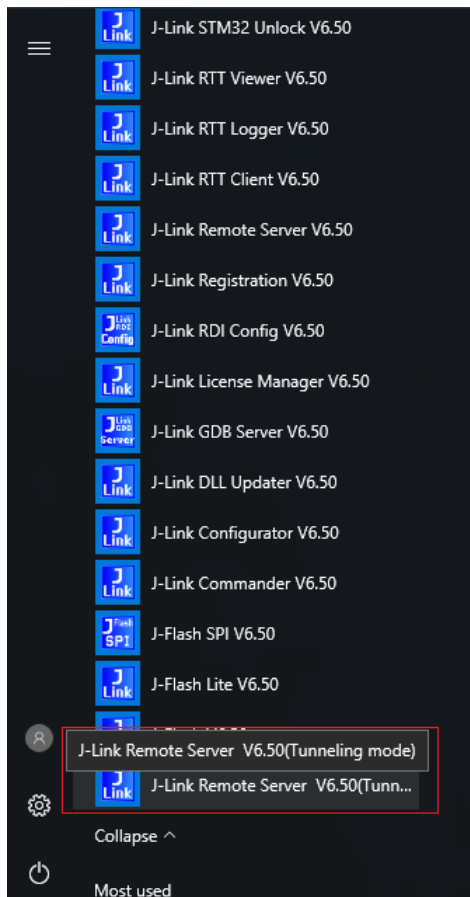 J-Link STM32 Unlock V6.50
J-Link RTT Viewer V6.50
J-Link RTT Logger V6.50
J-Link RTT Client V6.50
J-Link Remote Server V6.50
J-Link Registration V6.50
J-Link RDI Config V6.50
J-Link License Manager V6.50
J-Link GDB Server V6.50
J-Link DLL Updater V6.50
J-Link Configurator V6.50
J-Link Commander V6.50
J-Flash SPI V6.50
J-Flash Lite V6.50
J-Link Remote Server  V6.50(Tunneling mode)
J-Link Remote Server  V6.50(Tunn...
Collapse
Most used